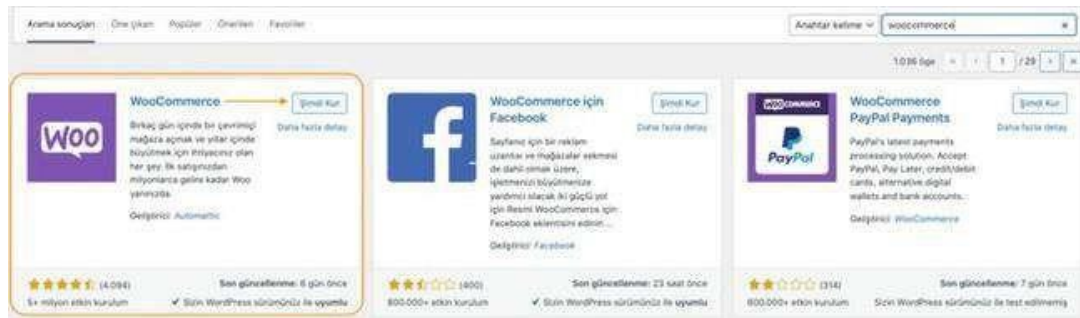 Arama sonuçları Öne çıkan Popüler Önerilen Favoriler
Anahtar kelime woocommerce
1.036 öge « ‹ 1 / 29 › »
WooCommerce
Şimdi Kur
Daha fazla detay
Birkaç gün içinde bir çevrimiçi
mağaza açmak ve yıllar içinde
büyütmek için ihtiyacınız olan
her şey. İlk satışınızdan
milyonlarca gelire kadar Woo
yanınızda.
Geliştirici: Automattic
WOO
(4.094)
5+ milyon etkin kurulum
Son güncellenme: 6 gün önce
✔ Sizin WordPress sürümünüz ile uyumlu
WooCommerce için
Facebook
Şimdi Kur
Daha fazla detay
Sayfanız için bir reklam
uzantısı ve mağazalar sekmesi
de dahil olmak üzere,
işletmenizi büyütmenize
yardımcı olacak iki güçlü yol
için Resmi WooCommerce için
Facebook eklentisini edinin...
Geliştirici: Facebook
f
(400)
800.000+ etkin kurulum
Son güncellenme: 23 saat önce
✔ Sizin WordPress sürümünüz ile uyumlu
WooCommerce
PayPal Payments
Şimdi Kur
Daha fazla detay
PayPal's latest payments
processing solution. Accept
PayPal, Pay Later, credit/debit
cards, alternative digital
wallets and bank accounts.
Geliştirici: WooCommerce
WOO COMMERCE
PayPal
(314)
800.000+ etkin kurulum
Son güncellenme: 7 gün önce
Sizin WordPress sürümünüz ile test edilmemiş